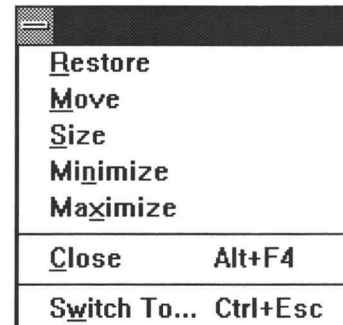 Restore
Move
Size
Minimize
Maximize
Close Alt+F4
Switch To... Ctrl+Esc